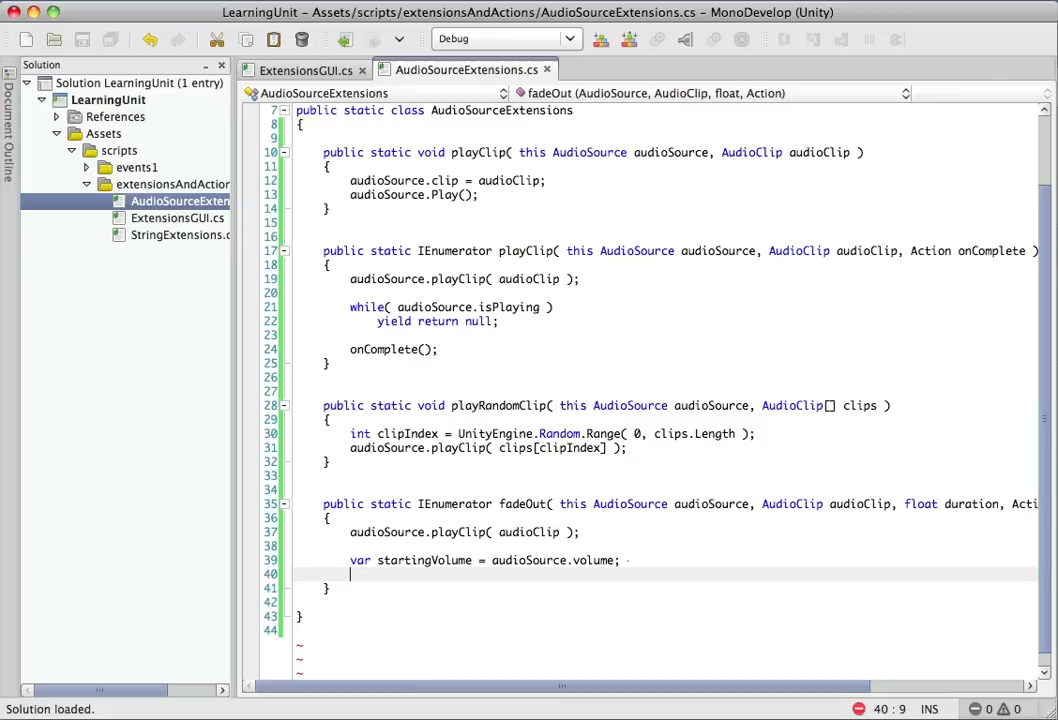 LearningUnit - Assets/scripts/extensionsAndActions/AudioSourceExtensions.cs - MonoDevelop (Unity)
Debug
Solution
ExtensionsGUI.cs
AudioSourceExtensions.cs
Document Outline
Solution LearningUnit (1 entry)
LearningUnit
References
Assets
scripts
events1
extensionsAndAction
AudioSourceExten
ExtensionsGUI.cs
StringExtensions.c
AudioSourceExtensions
fadeOut (AudioSource, AudioClip, float, Action)
7 public static class AudioSourceExtensions
8 {
9
10 public static void playClip( this AudioSource audioSource, AudioClip audioClip )
11 {
12 audioSource.clip = audioClip;
13 audioSource.Play();
14 }
15
16
17 public static IEnumerator playClip( this AudioSource audioSource, AudioClip audioClip, Action onComplete )
18 {
19 audioSource.playClip( audioClip );
20
21 while( audioSource.isPlaying )
22 yield return null;
23
24 onComplete();
25 }
26
27
28 public static void playRandomClip( this AudioSource audioSource, AudioClip[] clips )
29 {
30 int clipIndex = UnityEngine.Random.Range( 0, clips.Length );
31 audioSource.playClip( clips[clipIndex] );
32 }
33
34
35 public static IEnumerator fadeOut( this AudioSource audioSource, AudioClip audioClip, float duration, Acti
36 {
37 audioSource.playClip( audioClip );
38
39 var startingVolume = audioSource.volume;
40
41 }
42
43 }
44
~
~
~
Solution loaded.
40 : 9
INS
0
0